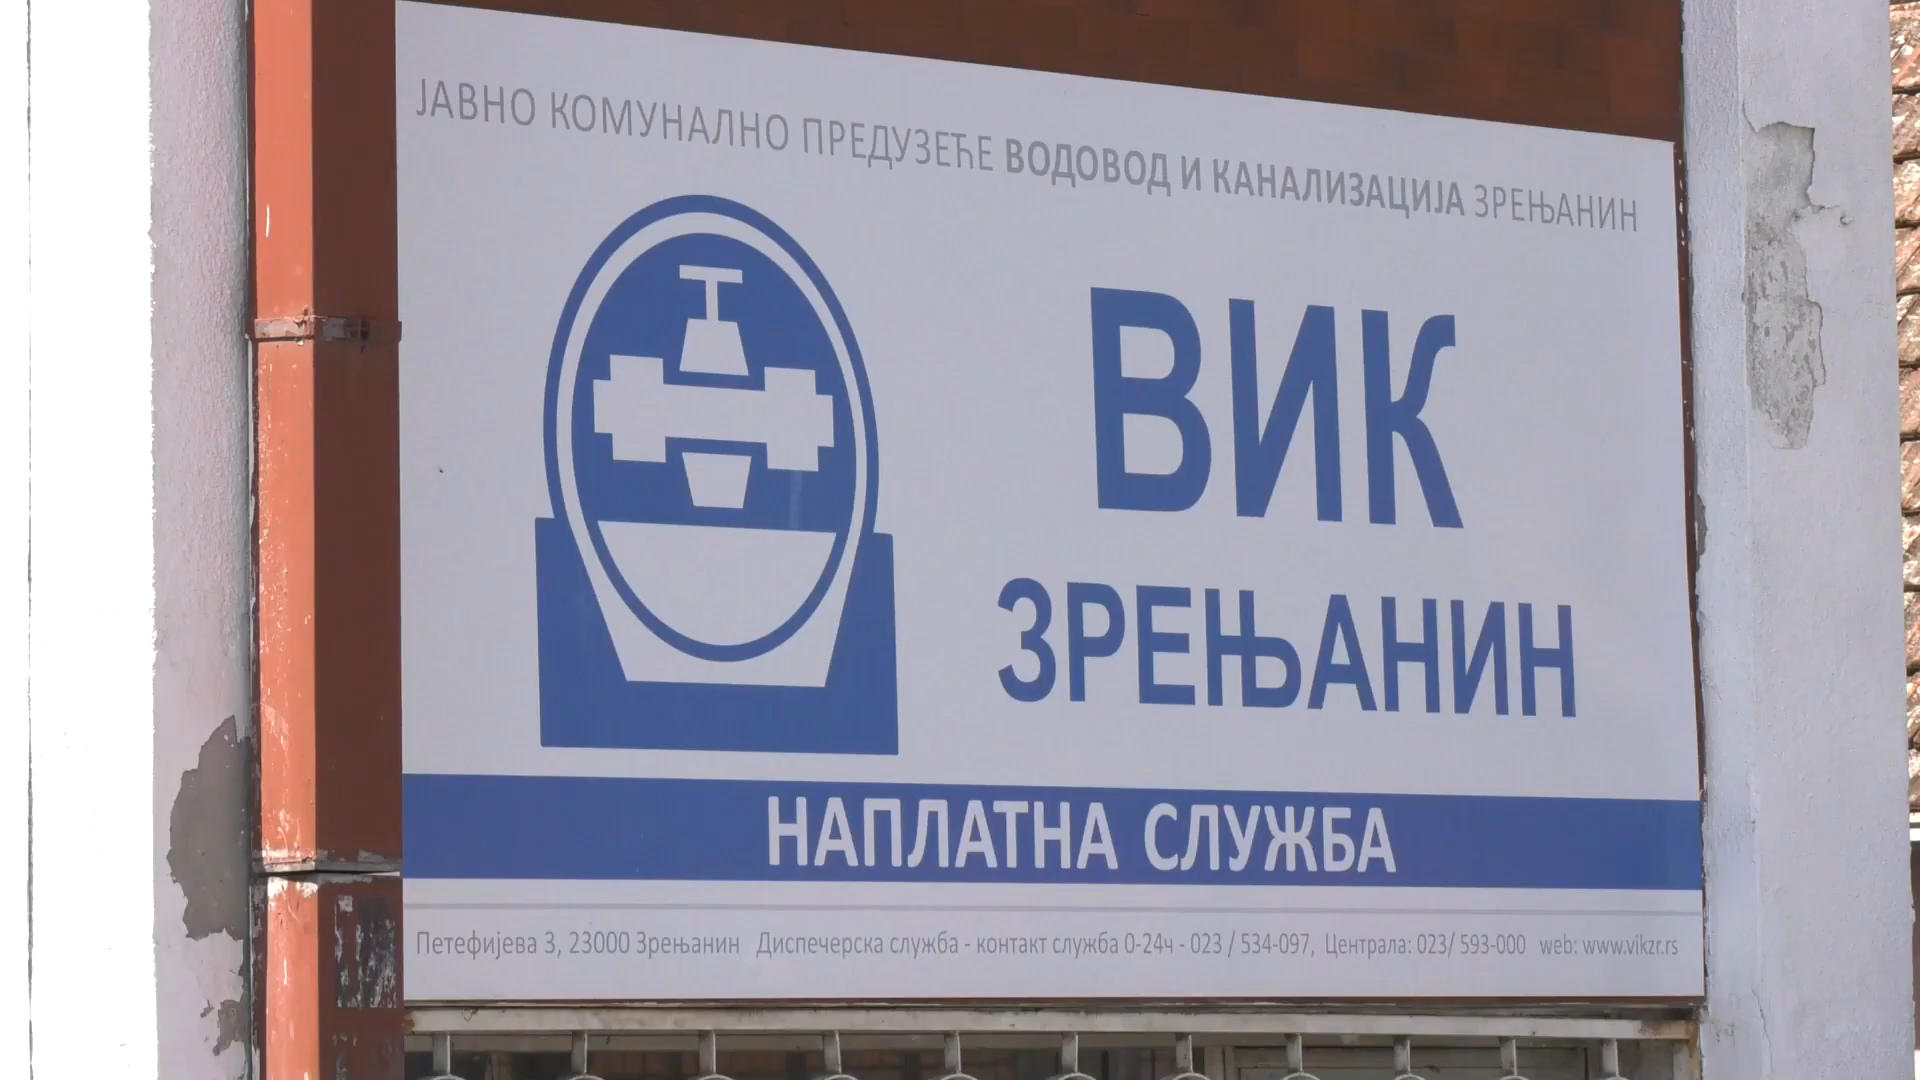 ЈАВНО КОМУНАЛНО ПРЕДУЗЕЋЕ ВОДОВОД И КАНАЛИЗАЦИЈА ЗРЕЊАНИН
ВИК
ЗРЕЊАНИН
НАПЛАТНА СЛУЖБА
Петефијева 3, 23000 Зрењанин Диспечерска служба - контакт служба 0-24ч - 023 / 534-097, Централа: 023/ 593-000 web: www.vikzr.rs